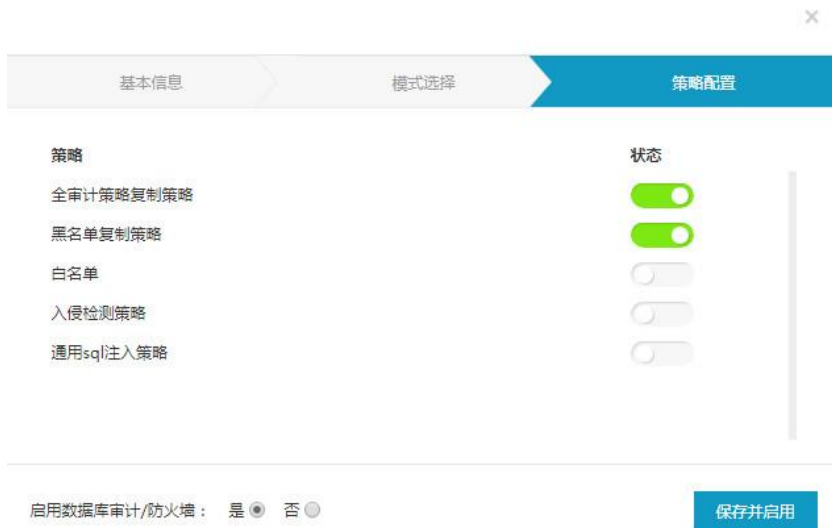 基本信息 模式选择 策略配置
策略 状态
全审计策略复制策略
黑名单复制策略
白名单
入侵检测策略
通用sql注入策略
启用数据库审计/防火墙： 是 否 保存并启用